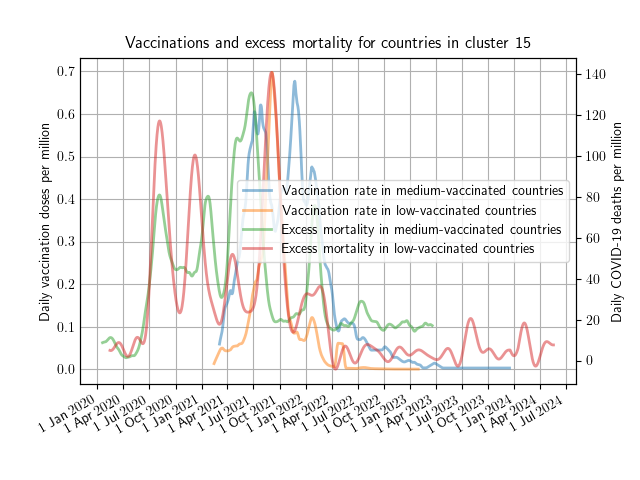 Vaccinations and excess mortality for countries in cluster 15
Daily vaccination doses per million
0.7
0.6
0.5
0.4
0.3
0.2
0.1
0.0
140
120
100
80
60
40
20
0
Daily COVID-19 deaths per million
Vaccination rate in medium-vaccinated countries
Vaccination rate in low-vaccinated countries
Excess mortality in medium-vaccinated countries
Excess mortality in low-vaccinated countries
1 Jan 2020
1 Apr 2020
1 Jul 2020
1 Oct 2020
1 Jan 2021
1 Apr 2021
1 Jul 2021
1 Oct 2021
1 Jan 2022
1 Apr 2022
1 Jul 2022
1 Oct 2022
1 Jan 2023
1 Apr 2023
1 Jul 2023
1 Oct 2023
1 Jan 2024
1 Apr 2024
1 Jul 2024